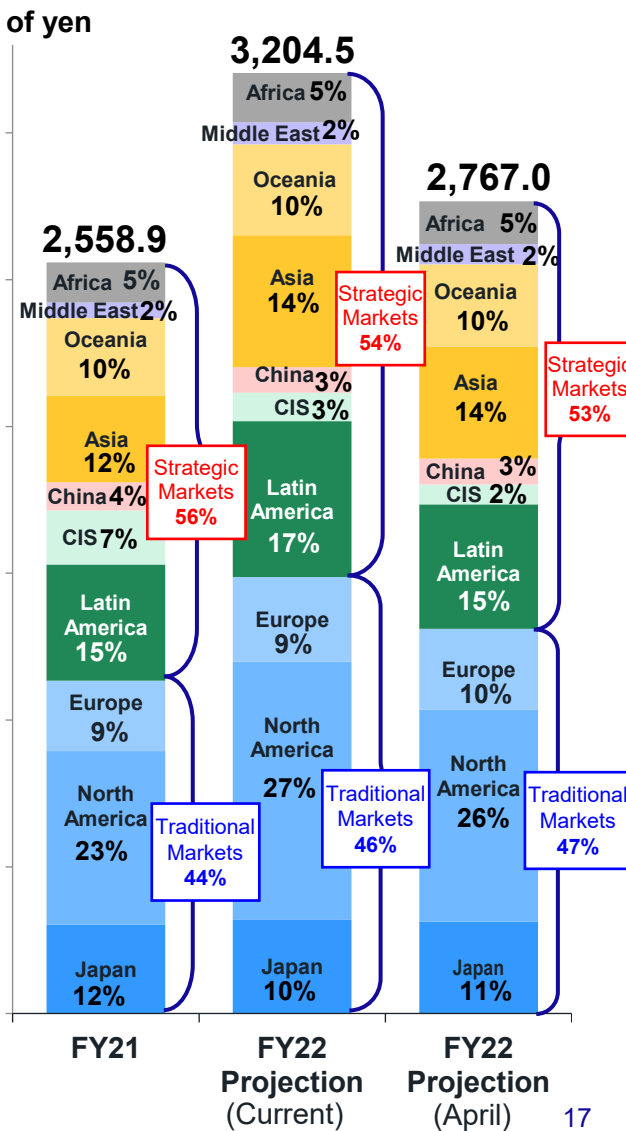 of yen
2,558.9
Africa 5%
Middle East 2%
Oceania
10%
Asia
12%
China 4%
CIS 7%
Latin
America
15%
Europe
9%
North
America
23%
Japan
12%
Strategic
Markets
56%
Traditional
Markets
44%
FY21
3,204.5
Africa 5%
Middle East 2%
Oceania
10%
Asia
14%
China 3%
CIS 3%
Latin
America
17%
Europe
9%
North
America
27%
Japan
10%
Strategic
Markets
54%
Traditional
Markets
46%
FY22
Projection
(Current)
2,767.0
Africa 5%
Middle East 2%
Oceania
10%
Asia
14%
China 3%
CIS 2%
Latin
America
15%
Europe
10%
North
America
26%
Japan
11%
Strategic
Markets
53%
Traditional
Markets
47%
FY22
Projection
(April)
17